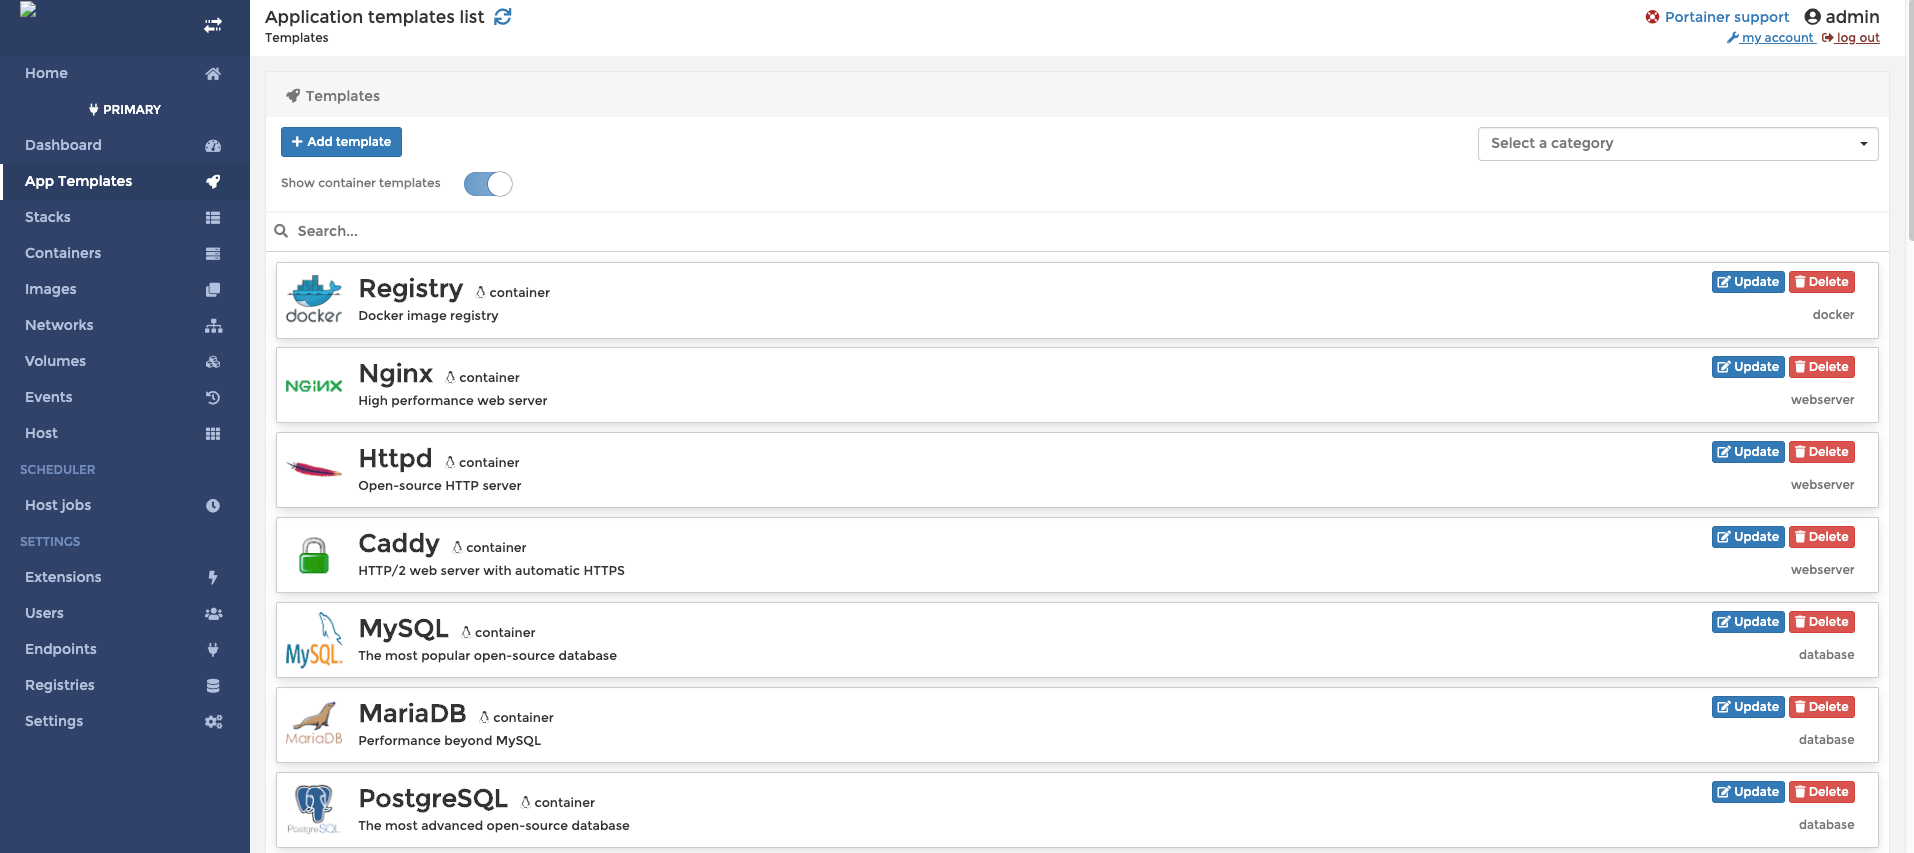 Application templates list
Templates
Portainer support
admin
my account
log out
Home
PRIMARY
Dashboard
App Templates
Stacks
Containers
Images
Networks
Volumes
Events
Host
SCHEDULER
Host jobs
SETTINGS
Extensions
Users
Endpoints
Registries
Settings
Templates
+ Add template
Select a category
Show container templates
Search...
docker
Registry container
Docker image registry
Update Delete
docker
NGiNX
Nginx container
High performance web server
Update Delete
webserver
Httpd container
Open-source HTTP server
Update Delete
webserver
Caddy container
HTTP/2 web server with automatic HTTPS
Update Delete
webserver
MySQL
MySQL container
The most popular open-source database
Update Delete
database
MariaDB
MariaDB container
Performance beyond MySQL
Update Delete
database
PostgreSQL
PostgreSQL container
The most advanced open-source database
Update Delete
database